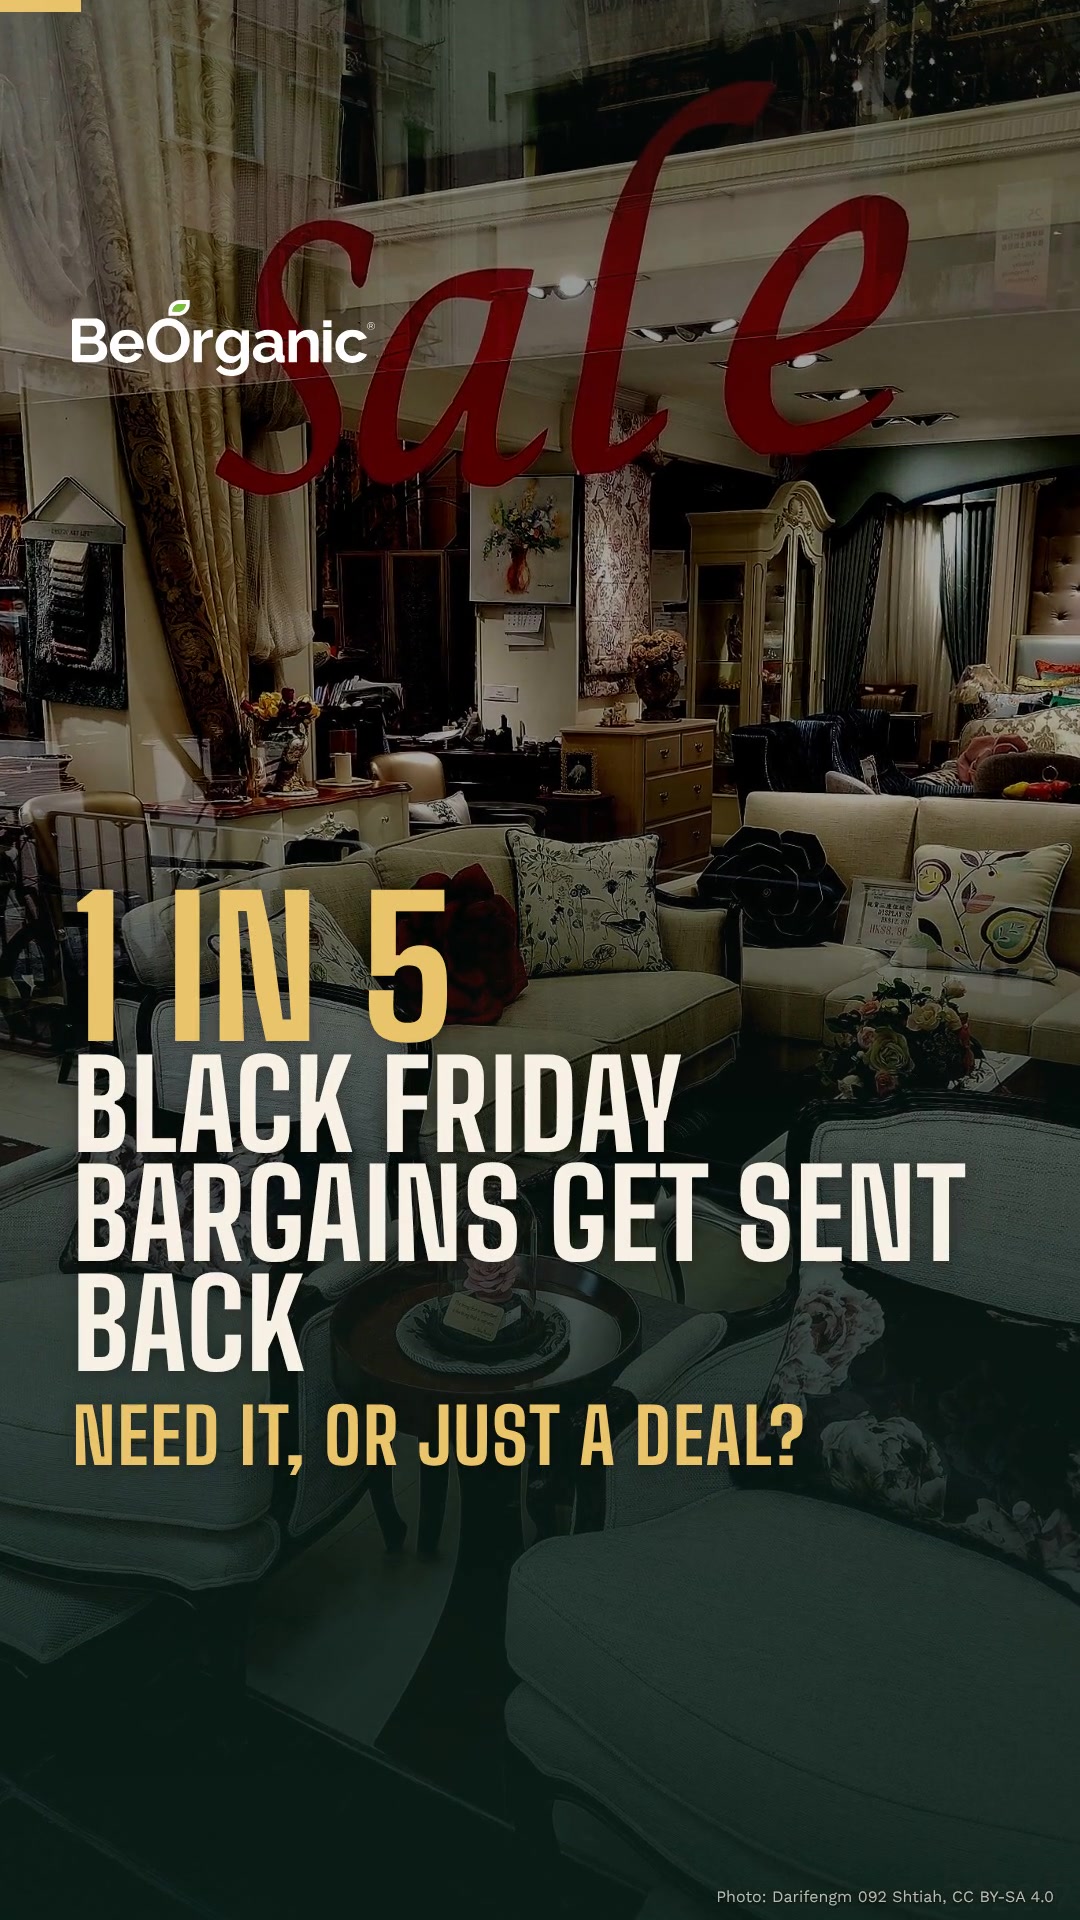 sale
BeOrganic®
1 IN 5
BLACK FRIDAY
BARGAINS GET SENT
BACK
NEED IT, OR JUST A DEAL?
Photo: Darifengm 092 Shtiah, CC BY-SA 4.0